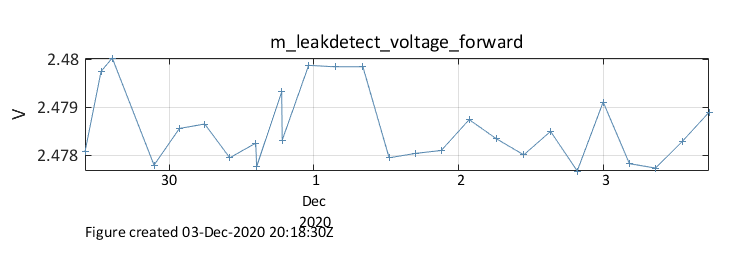 m_leakdetect_voltage_forward
2.48
2.479
2.478
V
30
1
2
3
Dec
2020
Figure created 03-Dec-2020 20:18:30Z